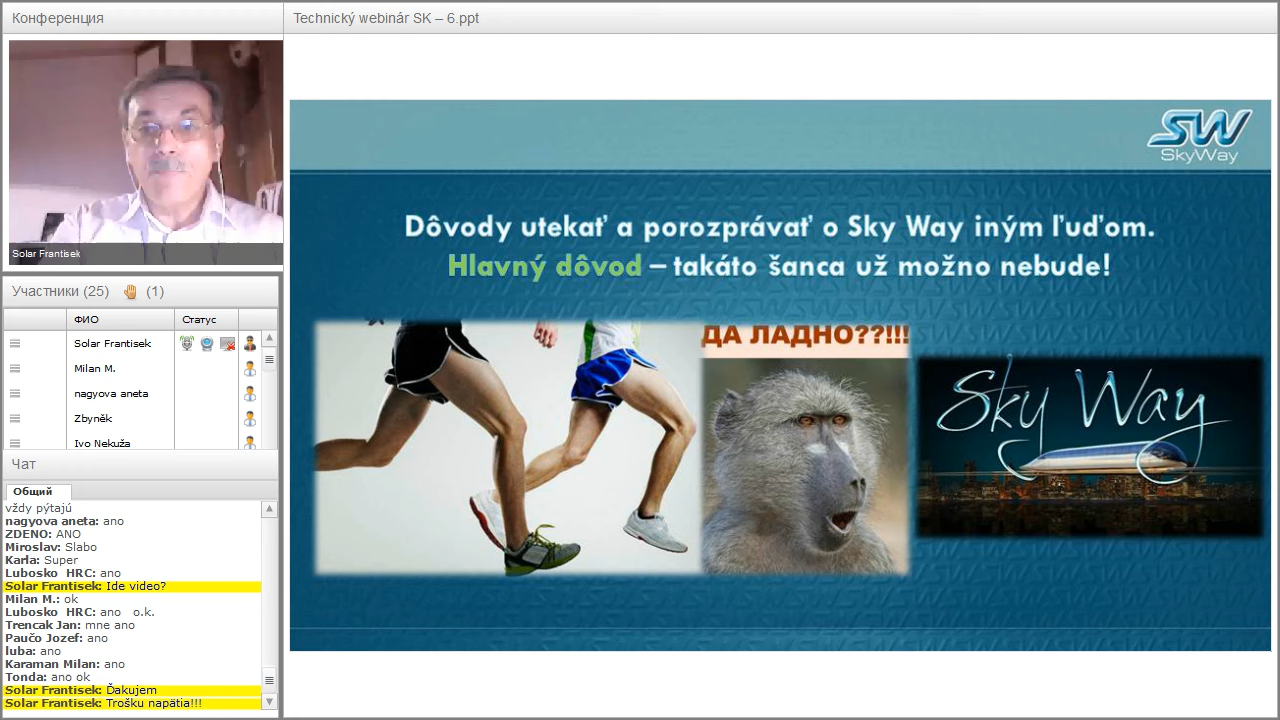 Конференция
Technický webinár SK – 6.ppt
Solar Frantisek
Участники (25) (1)
ФИО Статус
Solar Frantisek
Milan M.
nagyova aneta
Zbyněk
Ivo Nekuža
Чат
Общий
vždy pýtajú
nagyova aneta: ano
ZDENO: ANO
Miroslav: Slabo
Karla: Super
Lubosko HRC: ano
Solar Frantisek: Ide video?
Milan M.: ok
Lubosko HRC: ano o.k.
Trencak Jan: mne ano
Paučo Jozef: ano
luba: ano
Karaman Milan: ano
Tonda: ano ok
Solar Frantisek: Ďakujem
Solar Frantisek: Trošku napätia!!!
SW
SkyWay
Dôvody utekať a porozprávať o Sky Way iným ľuďom.
Hlavný dôvod – takáto šanca už možno nebude!
ДА ЛАДНО??!!!
Sky Way